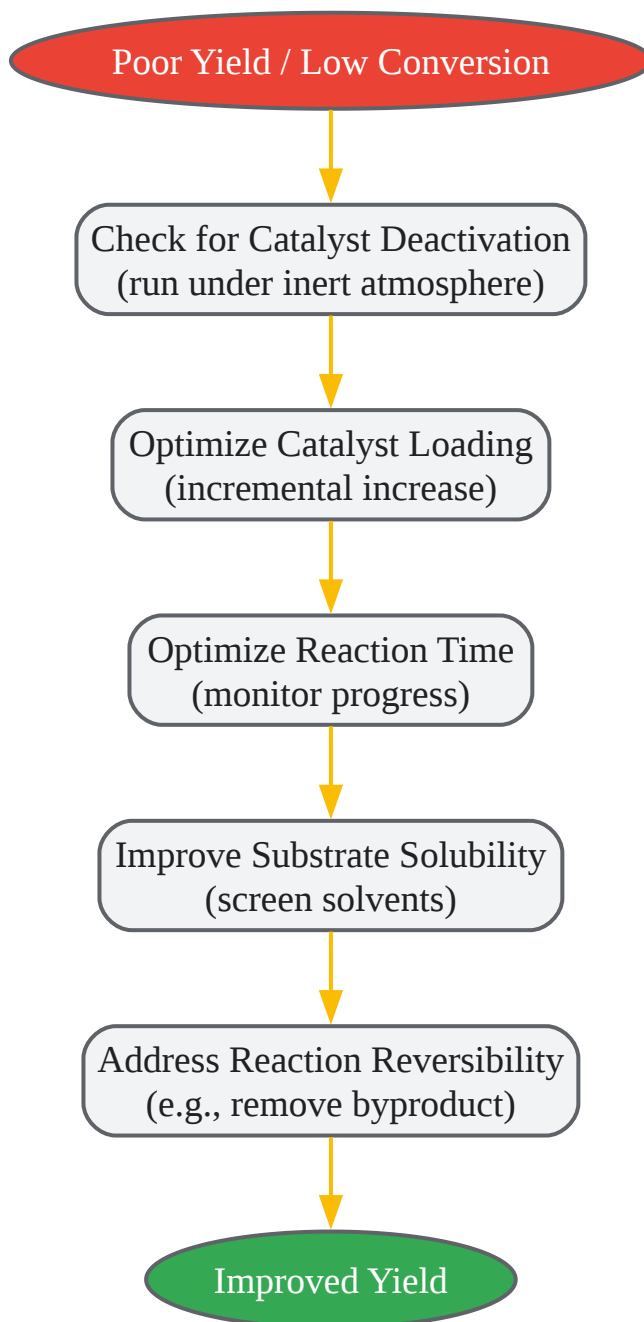 Poor Yield / Low Conversion
Check for Catalyst Deactivation
(run under inert atmosphere)
Optimize Catalyst Loading
(incremental increase)
Optimize Reaction Time
(monitor progress)
Improve Substrate Solubility
(screen solvents)
Address Reaction Reversibility
(e.g., remove byproduct)
Improved Yield